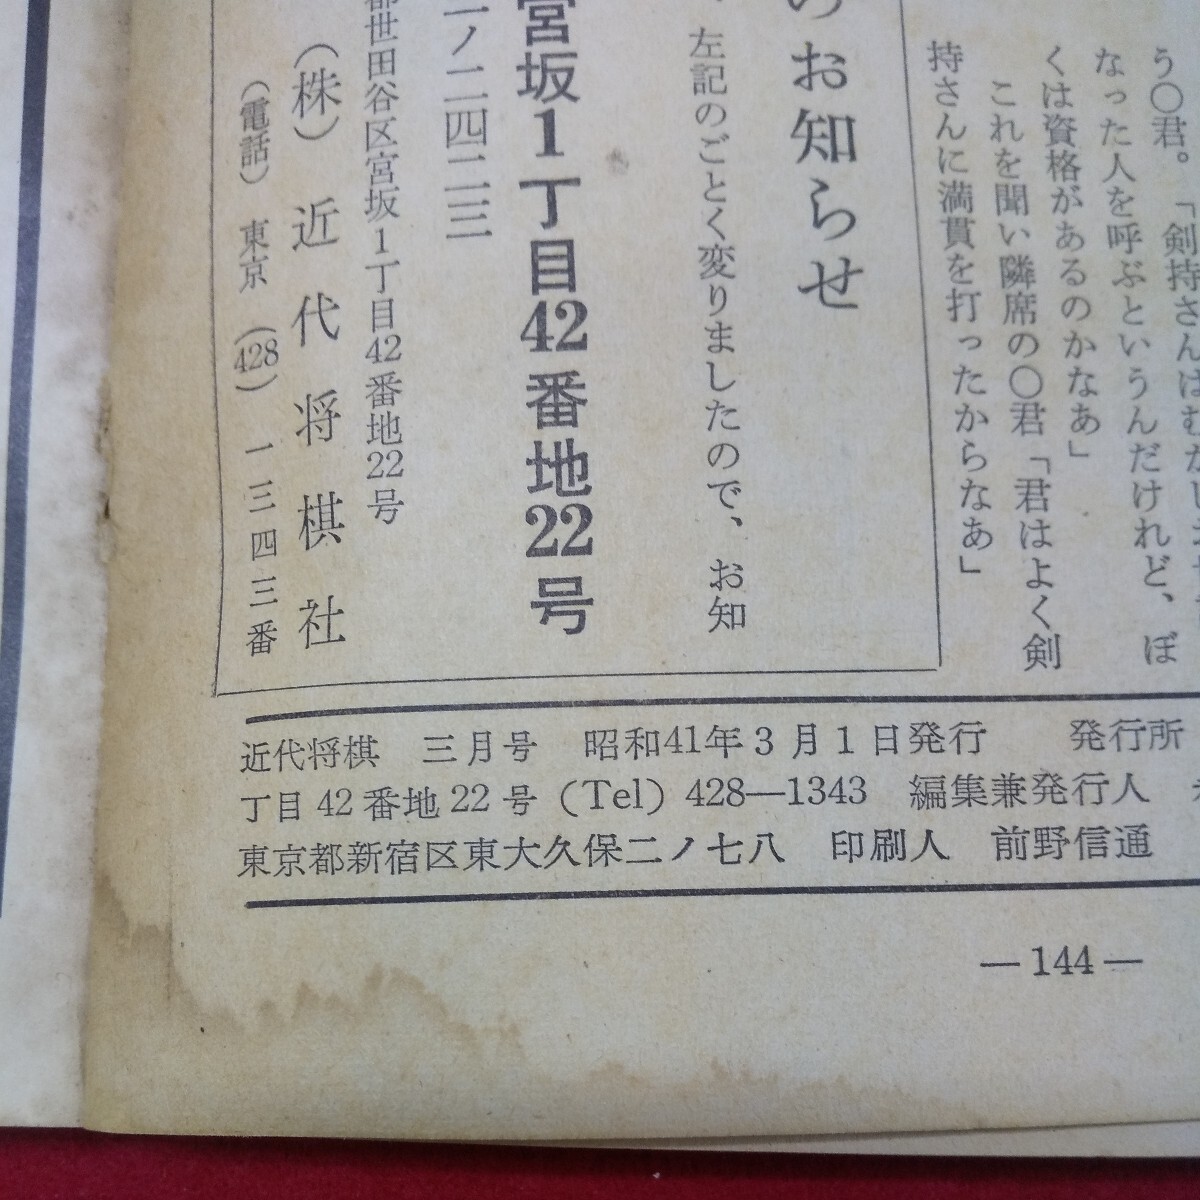 う〇君。「剣持さんはむ
なった人を呼ぶというんだけれど、ぼ
くは資格があるのかなあ」
これを聞い隣席の〇君「君はよく剣
持さんに満貫を打ったからなあ」
のお知らせ
左記のごとく変りましたので、お知
宮坂1丁目42番地22号
一ノ二四二三
都世田谷区宮坂1丁目42番地22号
(株)近代将棋社
(電話)東京(428)一三四三番
近代将棋 三月号 昭和41年3月1日発行 発行所
丁目42番地22号(Tel)428—1343 編集兼発行人
東京都新宿区東大久保二ノ七八 印刷人 前野信通
—144—